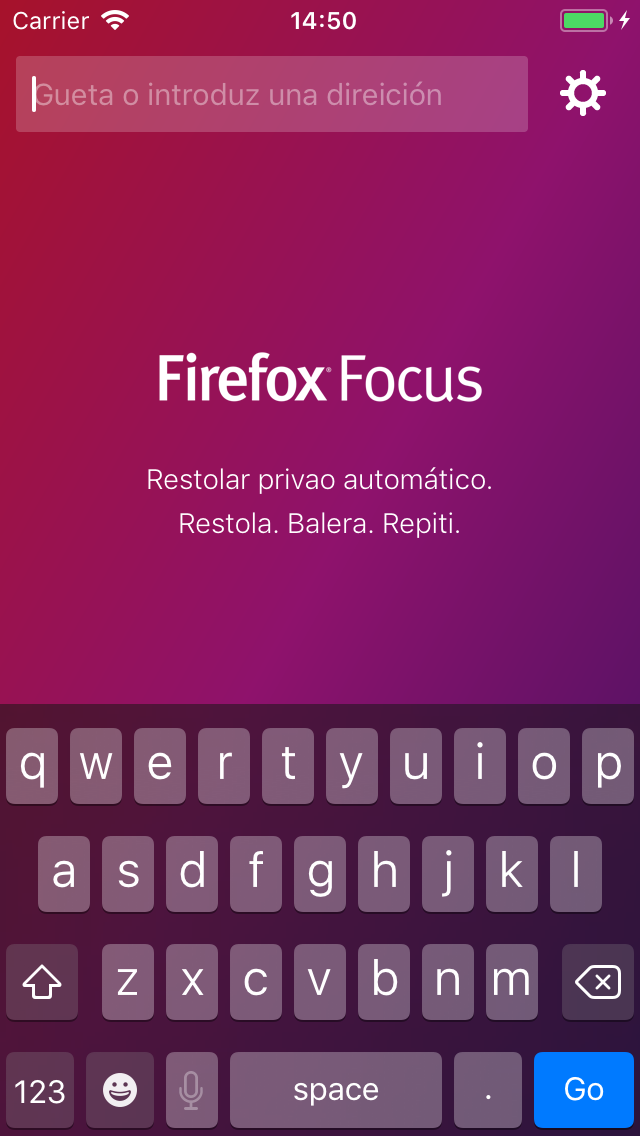 Carrier 14:50
Gueta o introduz una direición
Firefox® Focus
Restolar privao automático.
Restola. Balera. Repiti.
q w e r t y u i o p
a s d f g h j k l
z x c v b n m
123 space . Go